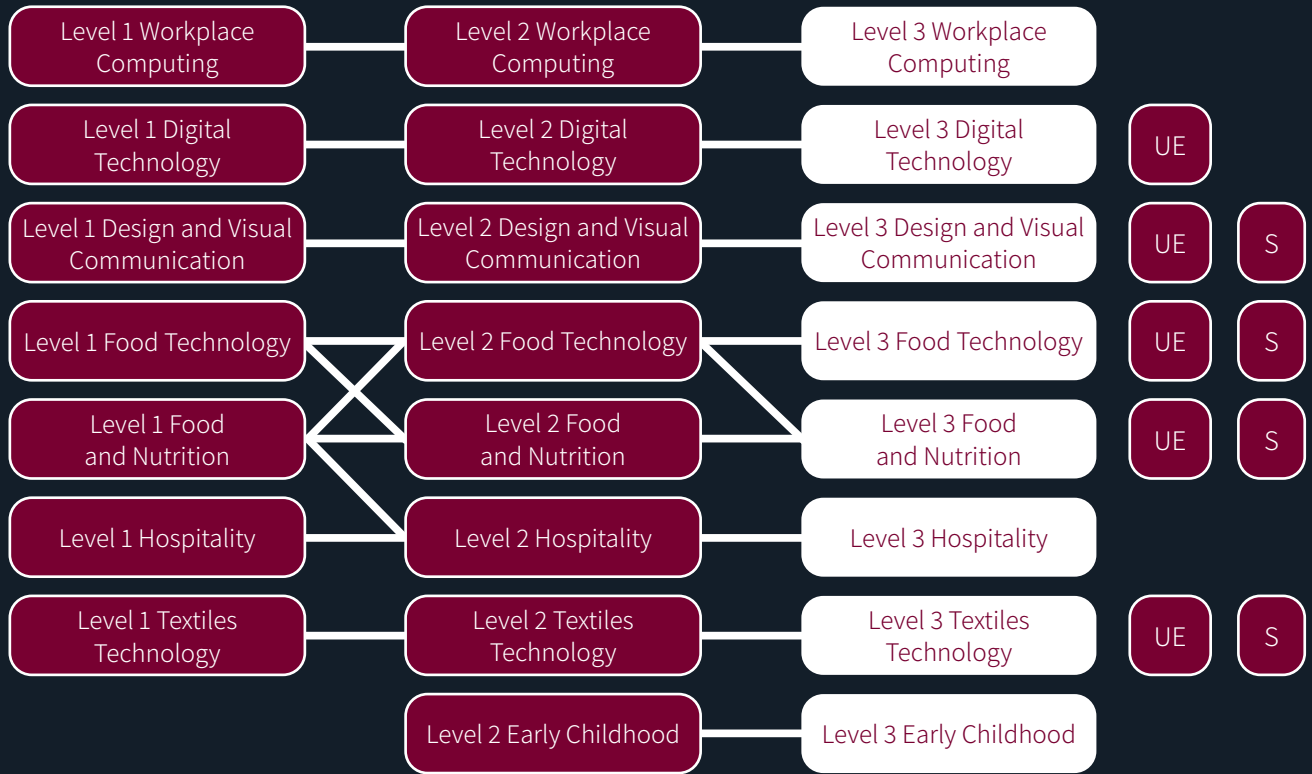 Level 1 Workplace
Computing
Level 2 Workplace
Computing
Level 3 Workplace
Computing
Level 1 Digital
Technology
Level 2 Digital
Technology
Level 3 Digital
Technology
UE
Level 1 Design and Visual
Communication
Level 2 Design and Visual
Communication
Level 3 Design and Visual
Communication
UE
S
Level 1 Food Technology
Level 2 Food Technology
Level 3 Food Technology
UE
S
Level 1 Food
and Nutrition
Level 2 Food
and Nutrition
Level 3 Food
and Nutrition
UE
S
Level 1 Hospitality
Level 2 Hospitality
Level 3 Hospitality
Level 1 Textiles
Technology
Level 2 Textiles
Technology
Level 3 Textiles
Technology
UE
S
Level 2 Early Childhood
Level 3 Early Childhood